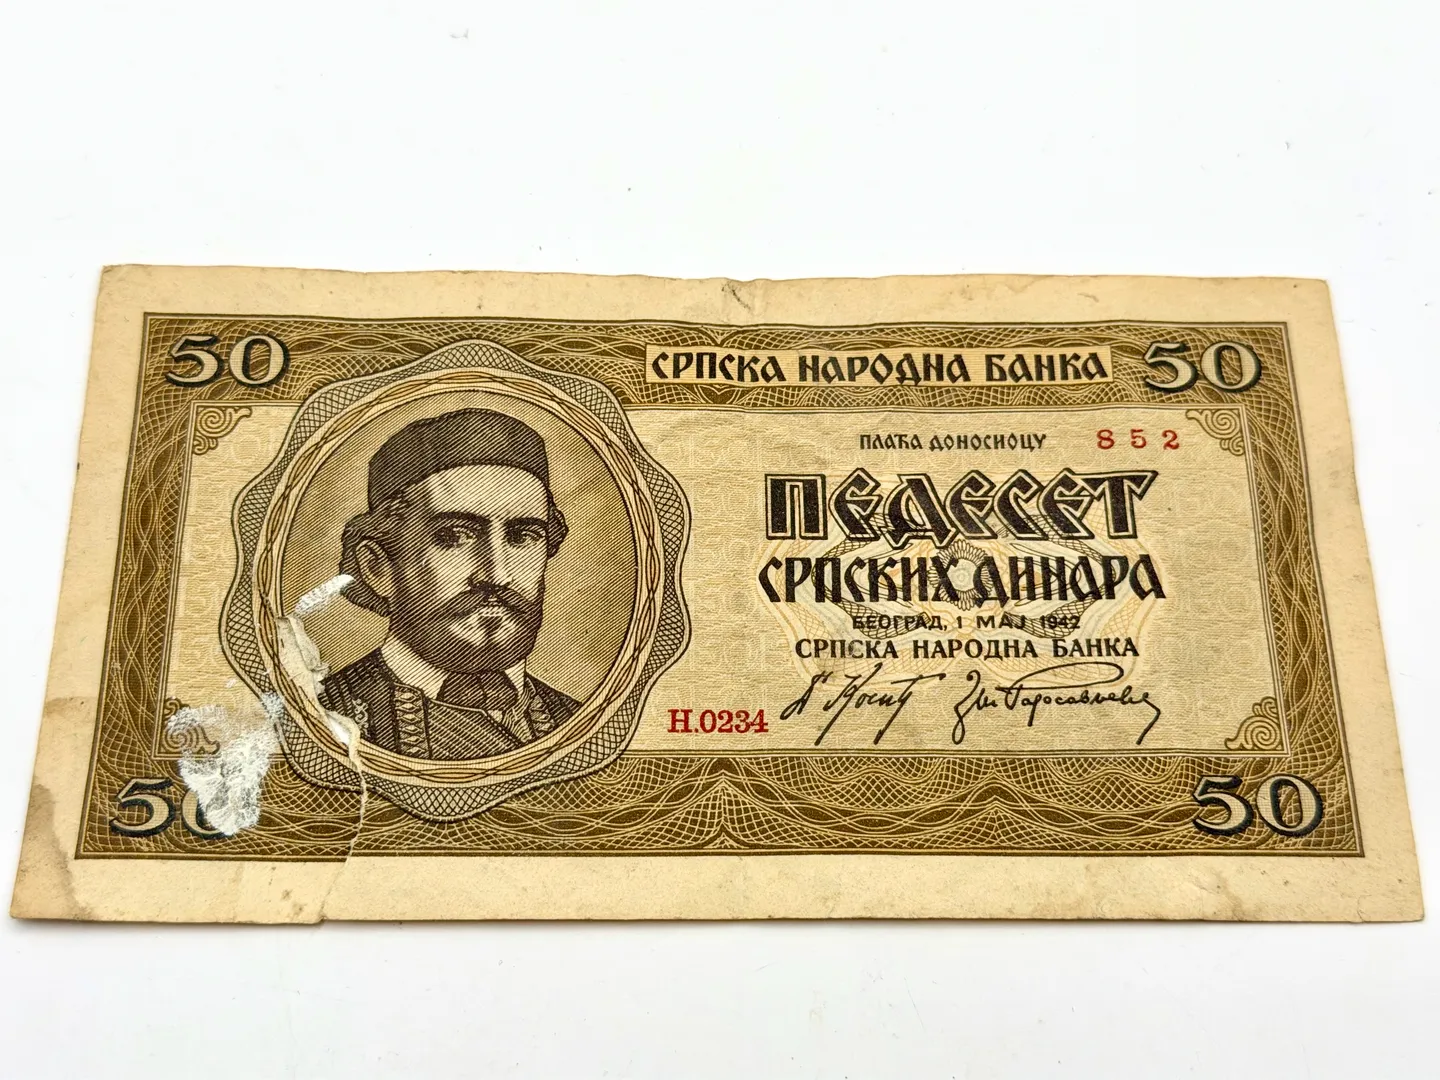 50 СРПСКА НАРОДНА БАНКА 50
ПЛАЋА ДОНОСИОЦУ 852
ПЕДЕСЕТ
СРПСКИХ ДИНАРА
БЕОГРАД, 1 МАЈ 1942
СРПСКА НАРОДНА БАНКА
H.0234
50 50